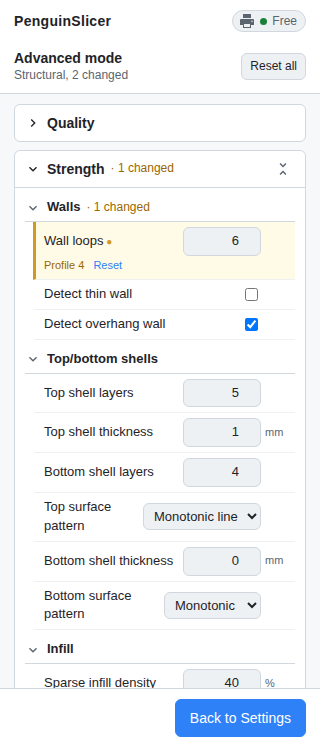 PenguinSlicer
Free
Advanced mode
Structural, 2 changed
Reset all
Quality
Strength · 1 changed
Walls · 1 changed
Wall loops 6
Profile 4 Reset
Detect thin wall
Detect overhang wall
Top/bottom shells
Top shell layers 5
Top shell thickness 1 mm
Bottom shell layers 4
Top surface
pattern
Monotonic line
Bottom shell thickness 0 mm
Bottom surface
pattern
Monotonic
Infill
Sparse infill density 40 %
Back to Settings